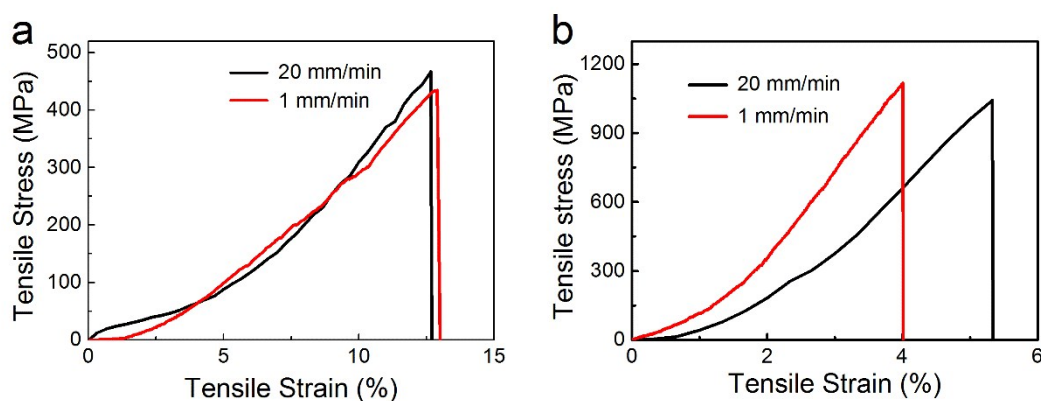 a
500
400
300
200
100
0
0
5
10
15
Tensile Stress (MPa)
Tensile Strain (%)
20 mm/min
1 mm/min
b
1200
900
600
300
0
0
2
4
6
Tensile stress (MPa)
Tensile Strain (%)
20 mm/min
1 mm/min